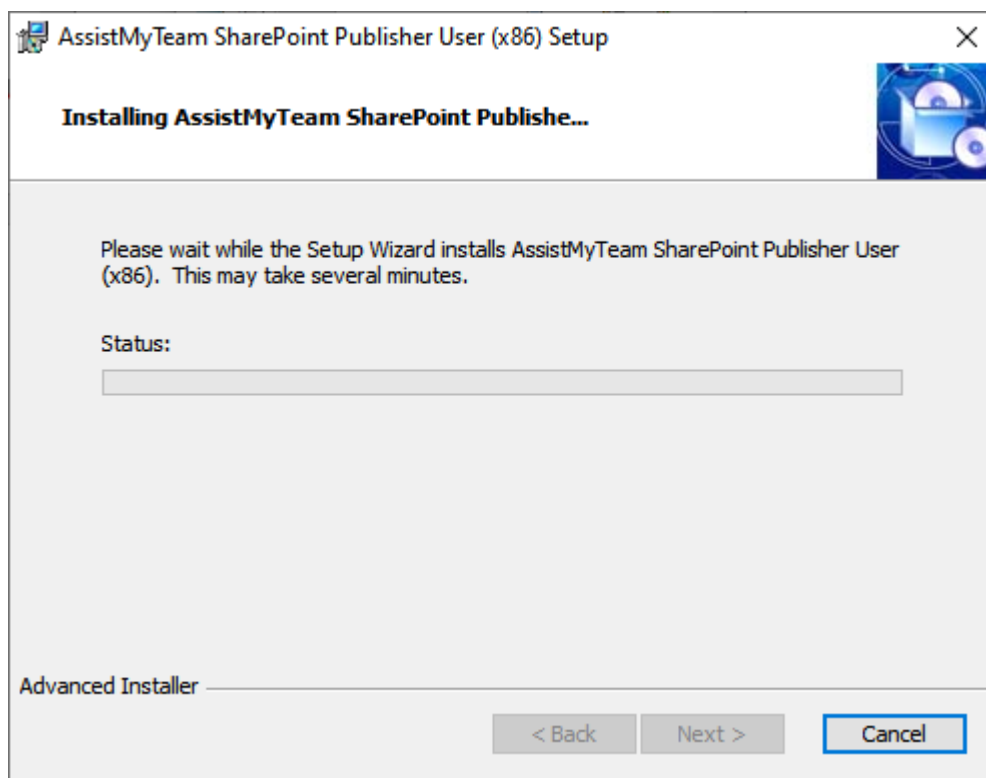 AssistMyTeam SharePoint Publisher User (x86) Setup
Installing AssistMyTeam SharePoint Publishe...
Please wait while the Setup Wizard installs AssistMyTeam SharePoint Publisher User
(x86).  This may take several minutes.
Status:
Advanced Installer
< Back
Next >
Cancel